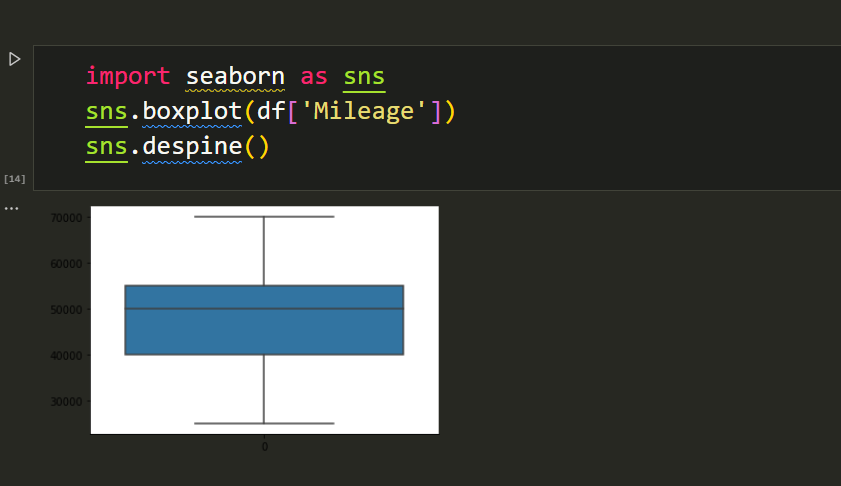 import seaborn as sns
sns.boxplot(df['Mileage'])
sns.despine()
[14]
...
70000
60000
50000
40000
30000
0